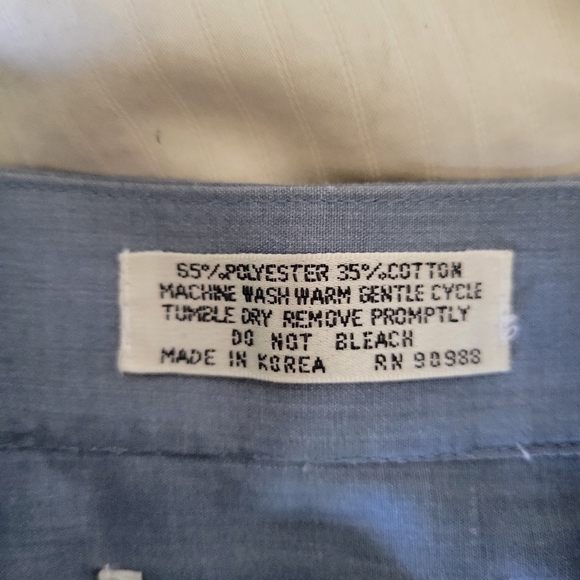 65%POLYESTER 35%COTTON
MACHINE WASH WARM GENTLE CYCLE
TUMBLE DRY REMOVE PROMPTLY
DO NOT BLEACH
MADE IN KOREA RN 90988